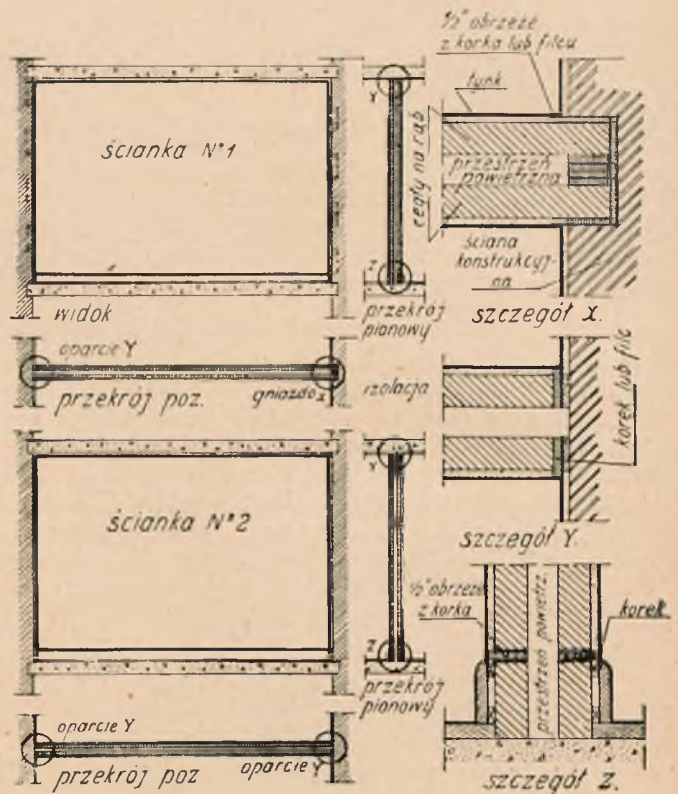 ścianka N°1
widok
oparcie Y
przekrój poz.
gniazdo x
Y
Z
przekrój
pionowy
½" obrzeże
z korka lub filcu
tynk
cegły na rąb
przestrzeń
powietrzna
ściana
konstrukcyj-
na
szczegół X.
izolacja
korek lub filc
szczegół Y.
ścianka N°2
oparcie Y
przekrój poz
oparcie Y
Y
Z
przekrój
pionowy
½" obrzeże
z korka
korek
przestrzeń powietrz.
szczegół Z.